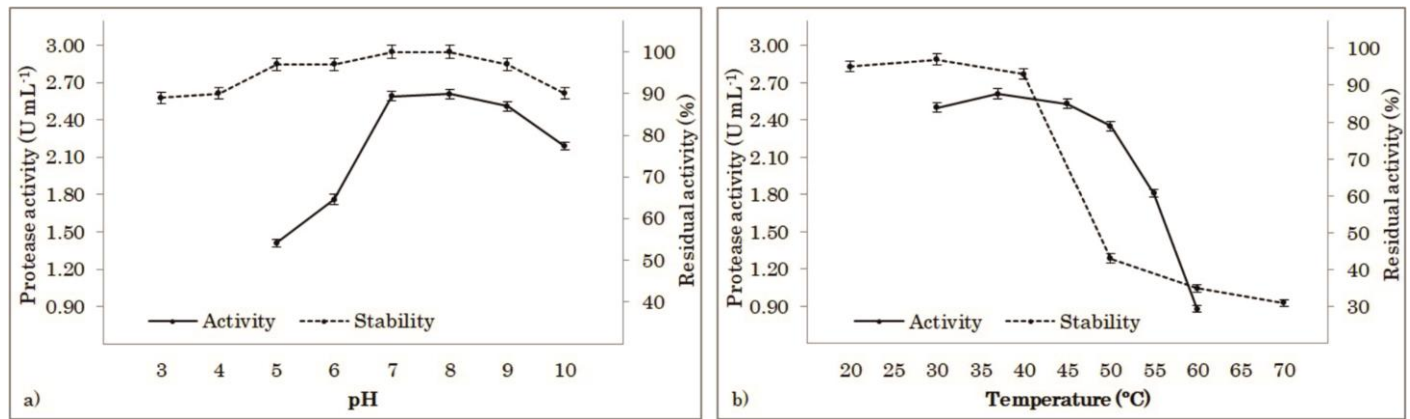 Protease activity (U mL-1)
3.00
2.70
2.40
2.10
1.80
1.50
1.20
0.90
100
90
80
70
60
50
40
Residual activity (%)
Activity
Stability
3 4 5 6 7 8 9 10
a)
pH
Protease activity (U mL-1)
3.00
2.70
2.40
2.10
1.80
1.50
1.20
0.90
100
90
80
70
60
50
40
30
Residual activity (%)
Activity
Stability
20 25 30 35 40 45 50 55 60 65 70
b)
Temperature (ºC)